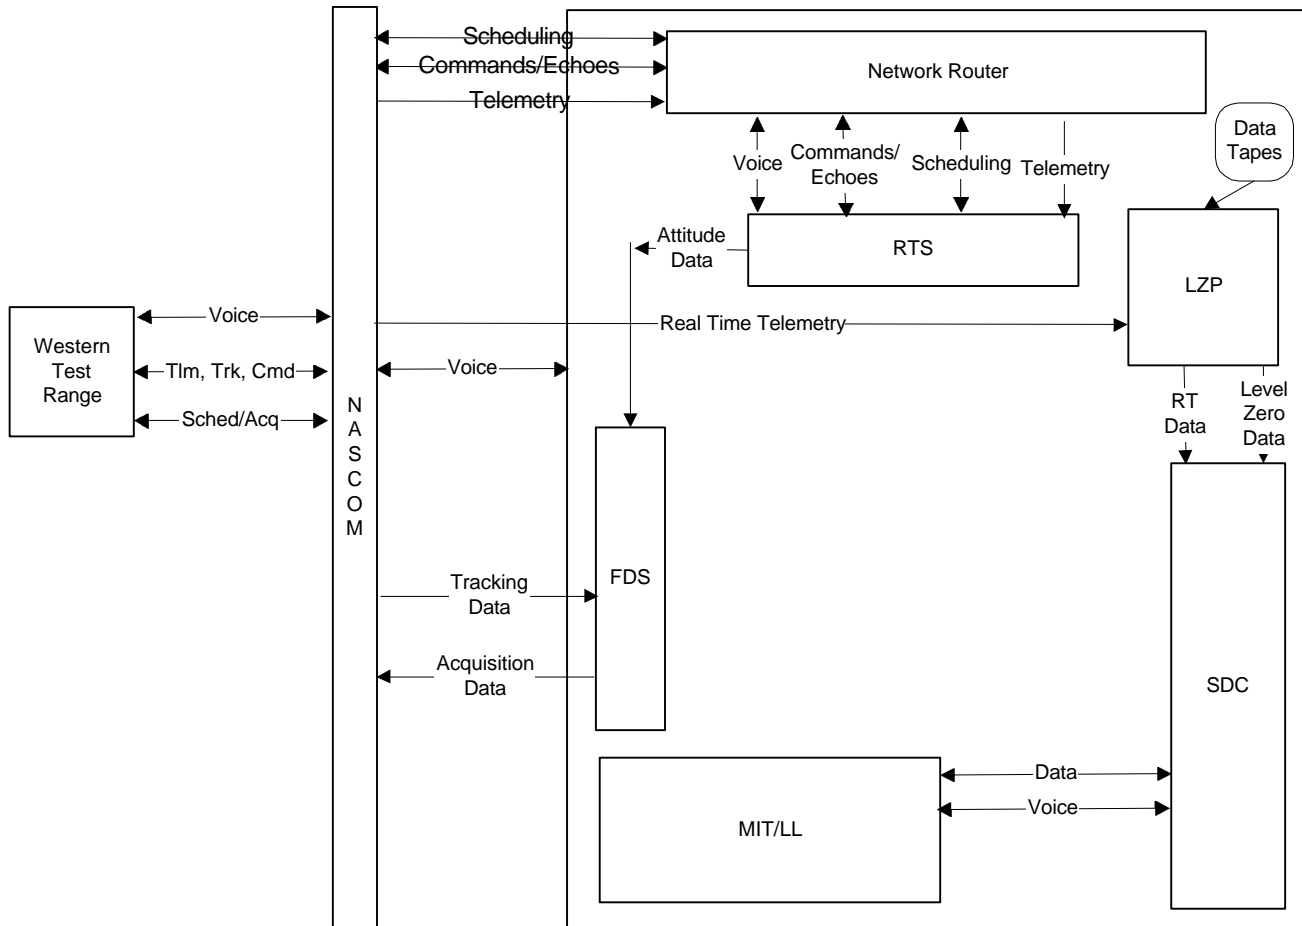 Scheduling
Commands/Echoes
Telemetry
Network Router
Data
Tapes
Voice
Commands/
Echoes
Scheduling
Telemetry
Attitude
Data
RTS
LZP
Western
Test
Range
Voice
Tlm, Trk, Cmd
Sched/Acq
Real Time Telemetry
Voice
N
A
S
C
O
M
RT
Data
Level
Zero
Data
FDS
Tracking
Data
Acquisition
Data
SDC
MIT/LL
Data
Voice